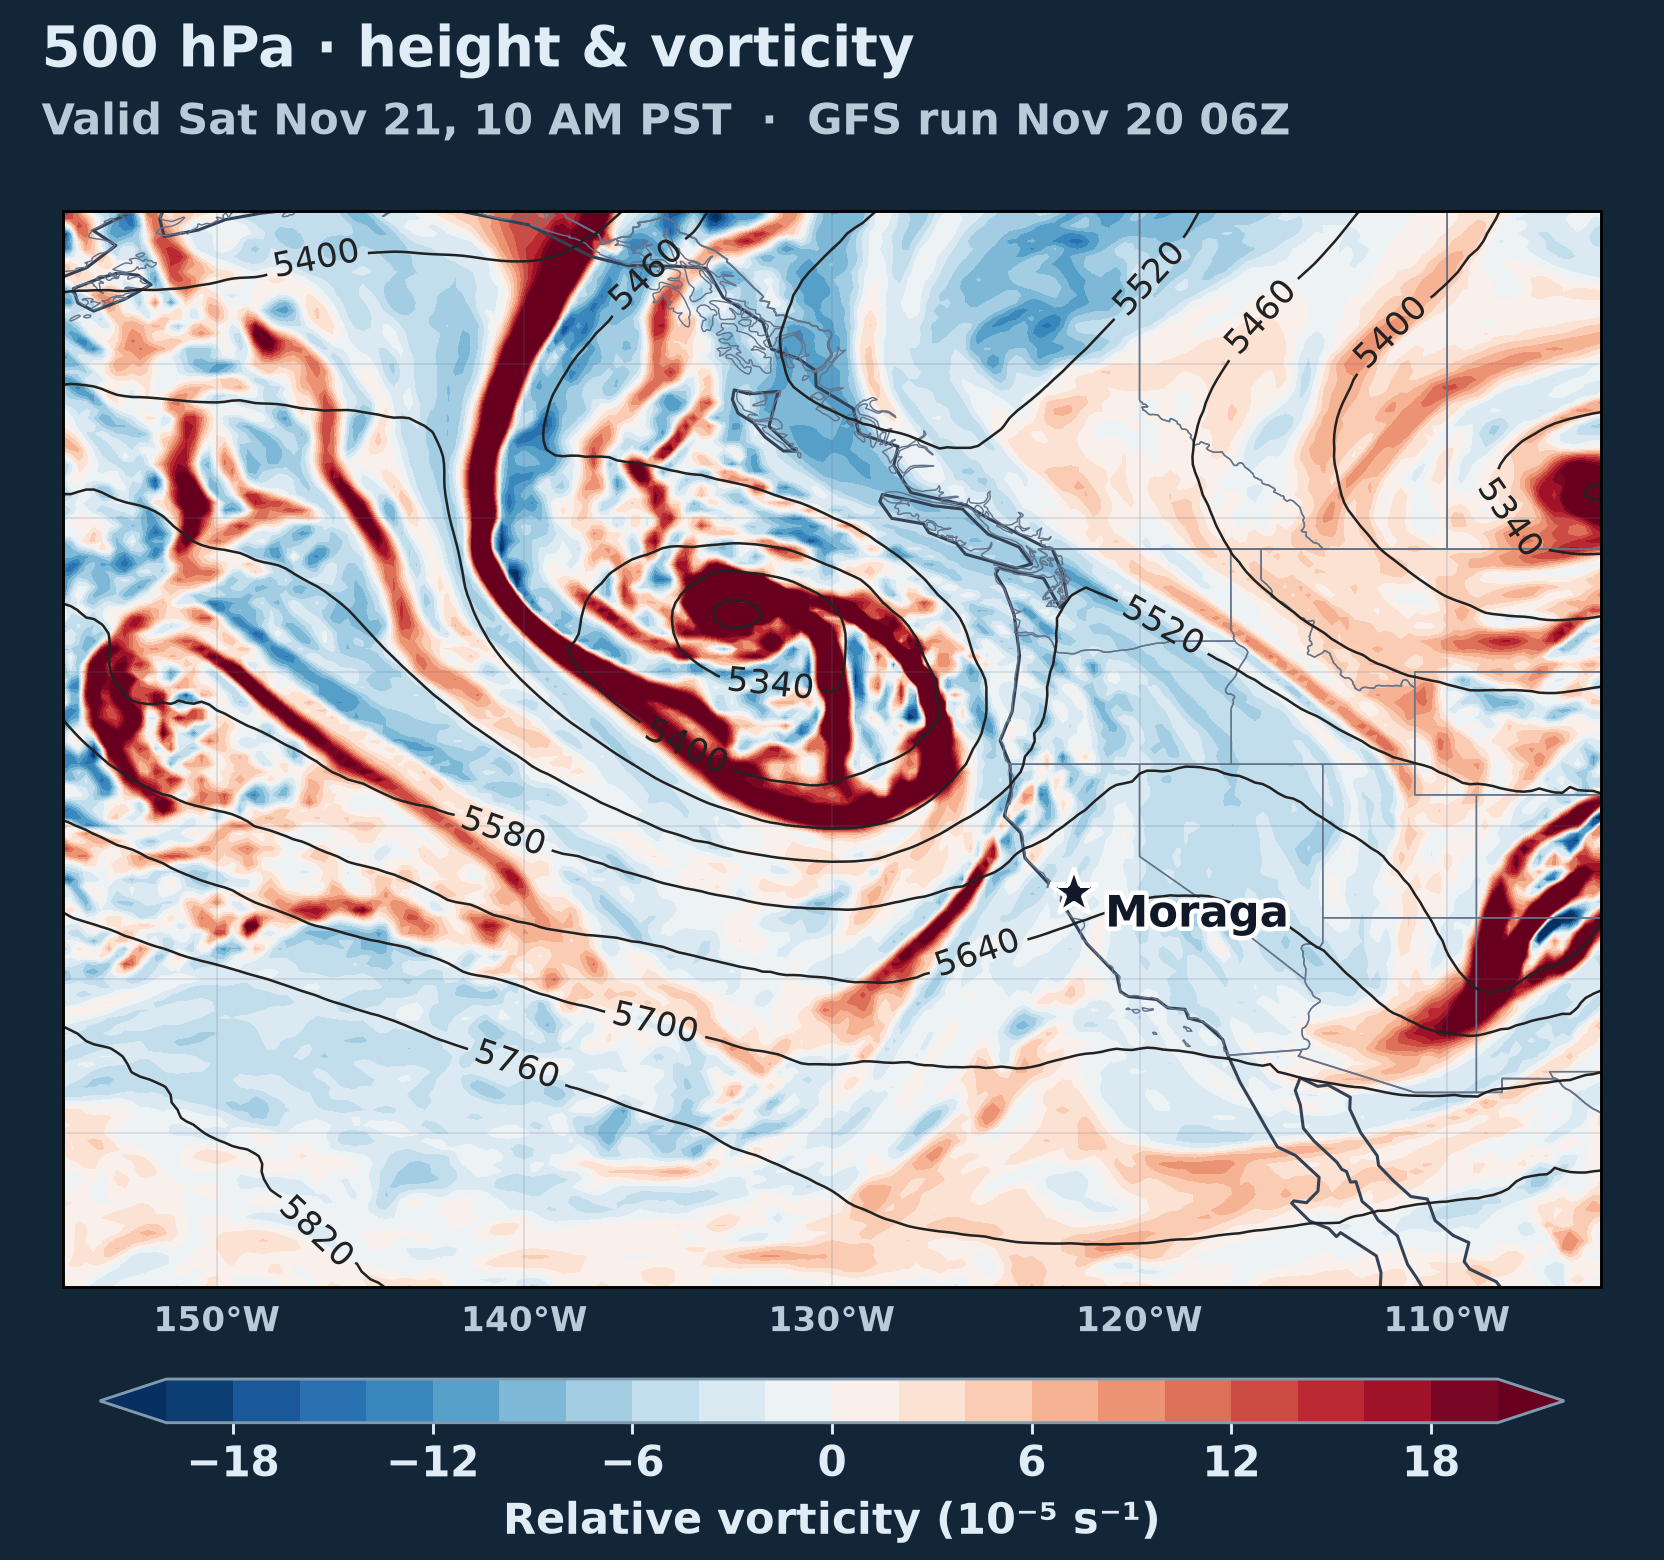 500 hPa · height & vorticity
Valid Sat Nov 21, 10 AM PST · GFS run Nov 20 06Z
5400
5460
5520
5460
5400
5340
5520
5340
5400
5580
Moraga
5640
5700
5760
5820
150°W
140°W
130°W
120°W
110°W
−18
−12
−6
0
6
12
18
Relative vorticity (10⁻⁵ s⁻¹)